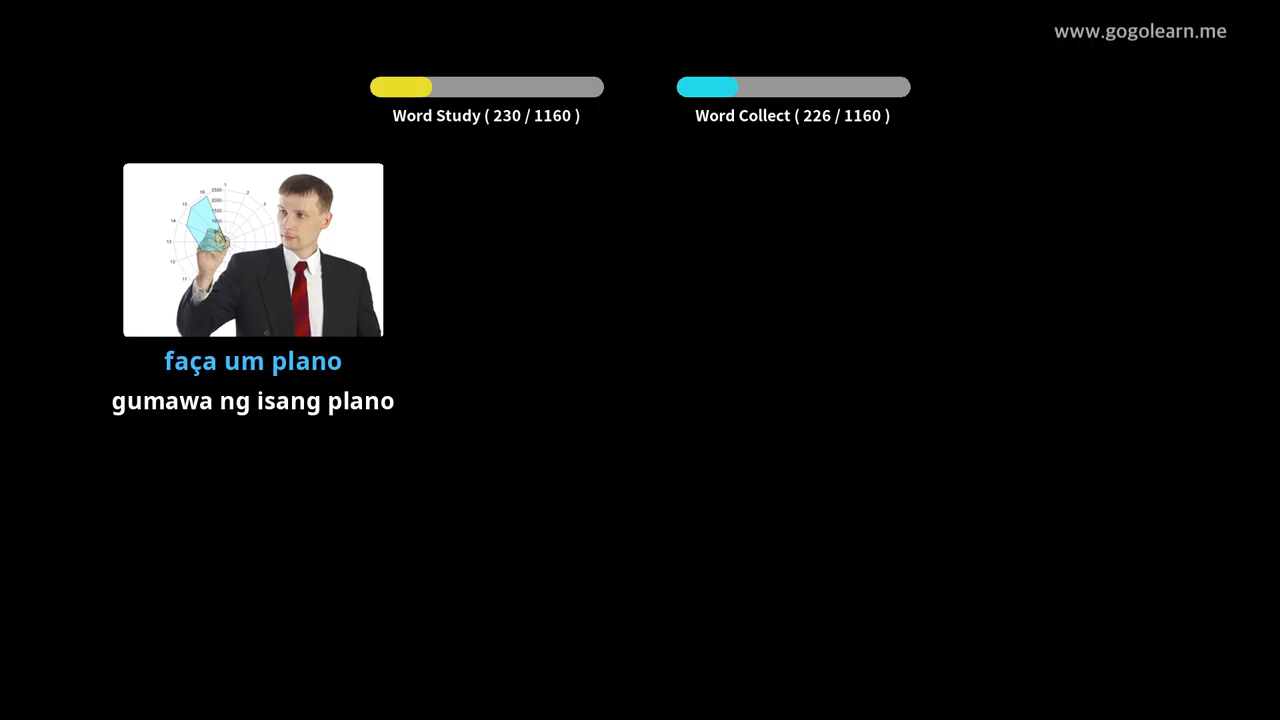 www.gogolearn.me
Word Study ( 230 / 1160 )
Word Collect ( 226 / 1160 )
faça um plano
gumawa ng isang plano